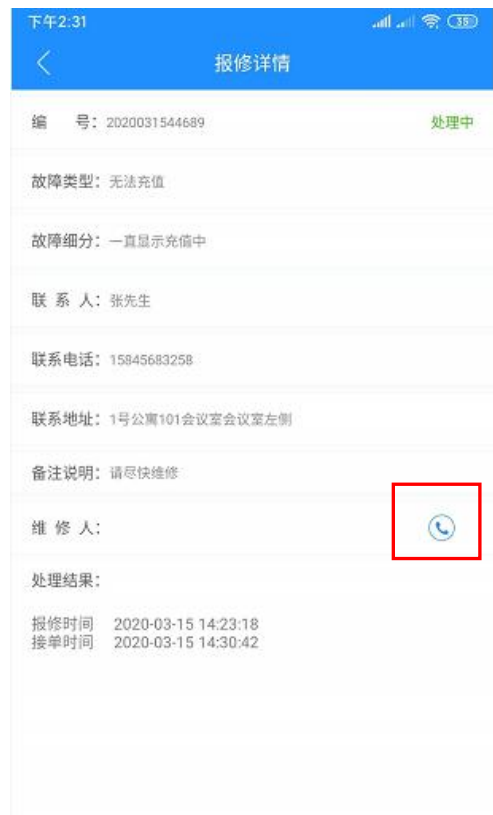 下午2:31
35
报修详情
编 号：2020031544689 处理中
故障类型：无法充值
故障细分：一直显示充值中
联 系 人：张先生
联系电话：15845683258
联系地址：1号公寓101会议室会议室左侧
备注说明：请尽快维修
维 修 人：
处理结果：
报修时间 2020-03-15 14:23:18
接单时间 2020-03-15 14:30:42